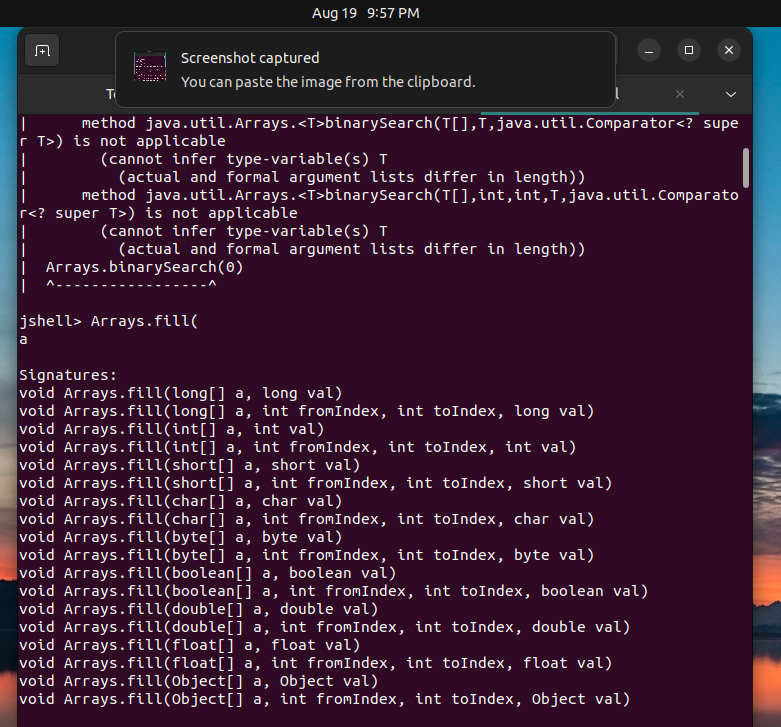 Aug 19 9:57 PM
Screenshot captured
You can paste the image from the clipboard.
|      method java.util.Arrays.<T>binarySearch(T[],T,java.util.Comparator<? supe
r T>) is not applicable
|        (cannot infer type-variable(s) T
|          (actual and formal argument lists differ in length))
|      method java.util.Arrays.<T>binarySearch(T[],int,int,T,java.util.Comparato
r<? super T>) is not applicable
|        (cannot infer type-variable(s) T
|          (actual and formal argument lists differ in length))
|  Arrays.binarySearch(0)
|  ^-----------------^
jshell> Arrays.fill(
a
Signatures:
void Arrays.fill(long[] a, long val)
void Arrays.fill(long[] a, int fromIndex, int toIndex, long val)
void Arrays.fill(int[] a, int val)
void Arrays.fill(int[] a, int fromIndex, int toIndex, int val)
void Arrays.fill(short[] a, short val)
void Arrays.fill(short[] a, int fromIndex, int toIndex, short val)
void Arrays.fill(char[] a, char val)
void Arrays.fill(char[] a, int fromIndex, int toIndex, char val)
void Arrays.fill(byte[] a, byte val)
void Arrays.fill(byte[] a, int fromIndex, int toIndex, byte val)
void Arrays.fill(boolean[] a, boolean val)
void Arrays.fill(boolean[] a, int fromIndex, int toIndex, boolean val)
void Arrays.fill(double[] a, double val)
void Arrays.fill(double[] a, int fromIndex, int toIndex, double val)
void Arrays.fill(float[] a, float val)
void Arrays.fill(float[] a, int fromIndex, int toIndex, float val)
void Arrays.fill(Object[] a, Object val)
void Arrays.fill(Object[] a, int fromIndex, int toIndex, Object val)